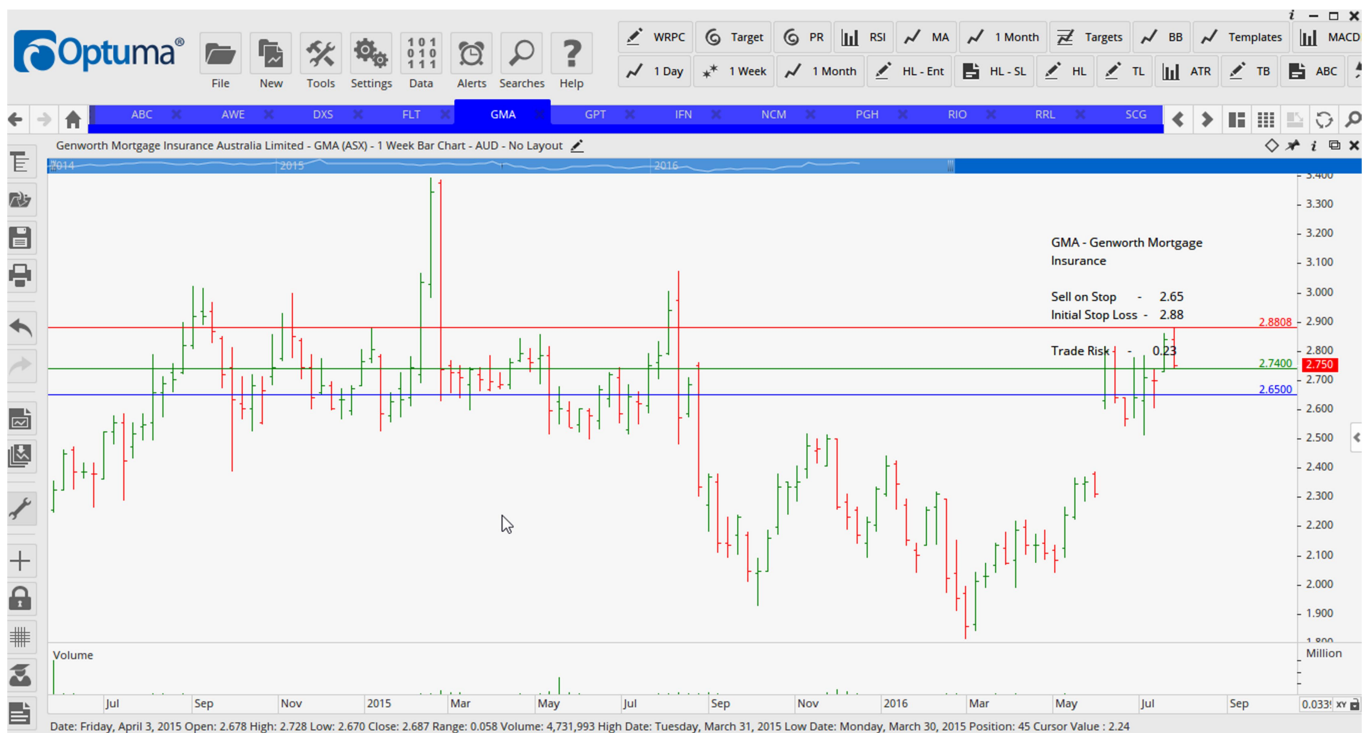 Optuma®
File New Tools Settings Data Alerts Searches Help
WRPC Target PR RSI MA 1 Month Targets BB Templates MACD
1 Day 1 Week 1 Month HL - Ent HL - SL HL TL ATR TB ABC
ABC AWE DXS FLT GMA GPT IFN NCM PGH RIO RRL SCG
Genworth Mortgage Insurance Australia Limited - GMA (ASX) - 1 Week Bar Chart - AUD - No Layout
2014 2015 2016
3.400
3.300
3.200
GMA - Genworth Mortgage
Insurance
3.100
3.000
Sell on Stop - 2.65
Initial Stop Loss - 2.88
2.8808
2.900
Trade Risk - 0.23
2.800
2.7400
2.750
2.700
2.6500
2.600
2.500
2.400
2.300
2.200
2.100
2.000
1.900
1.800
Volume
Million
Jul Sep Nov 2015 Mar May Jul Sep Nov 2016 Mar May Jul Sep
XY
Date: Friday, April 3, 2015 Open: 2.678 High: 2.728 Low: 2.670 Close: 2.687 Range: 0.058 Volume: 4,731,993 High Date: Tuesday, March 31, 2015 Low Date: Monday, March 30, 2015 Position: 45 Cursor Value : 2.24